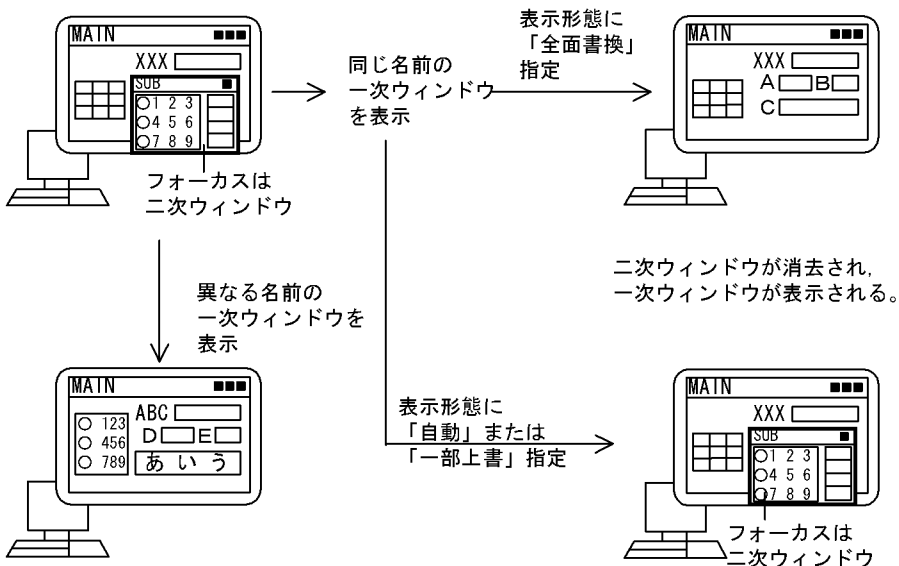 MAIN
XXX
SUB
1 2 3
4 5 6
7 8 9
フォーカスは
二次ウィンドウ
同じ名前の
一次ウィンドウ
を表示
表示形態に
「全面書換」
指定
MAIN
XXX
A B
C
二次ウィンドウが消去され,
一次ウィンドウが表示される。
異なる名前の
一次ウィンドウを
表示
MAIN
ABC
123
456
789
D E
あ い う
表示形態に
「自動」または
「一部上書」指定
MAIN
XXX
SUB
1 2 3
4 5 6
7 8 9
フォーカスは
二次ウィンドウ